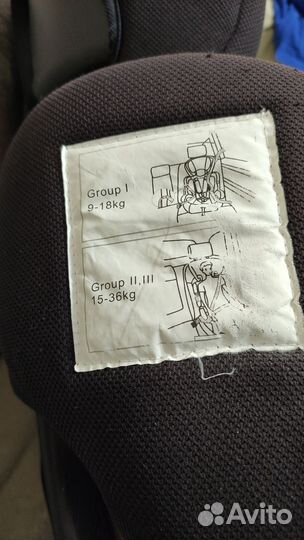 Group I
9-18kg
Group II,III
15-36kg
Avito